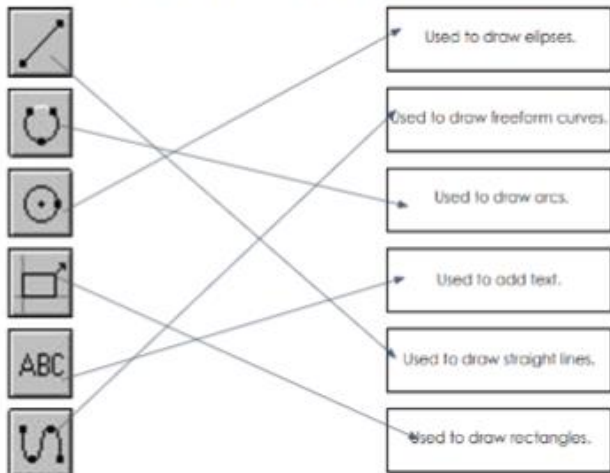 Used to draw elipses.
Used to draw freeform curves.
Used to draw arcs.
Used to add text.
ABC
Used to draw straight lines.
Used to draw rectangles.